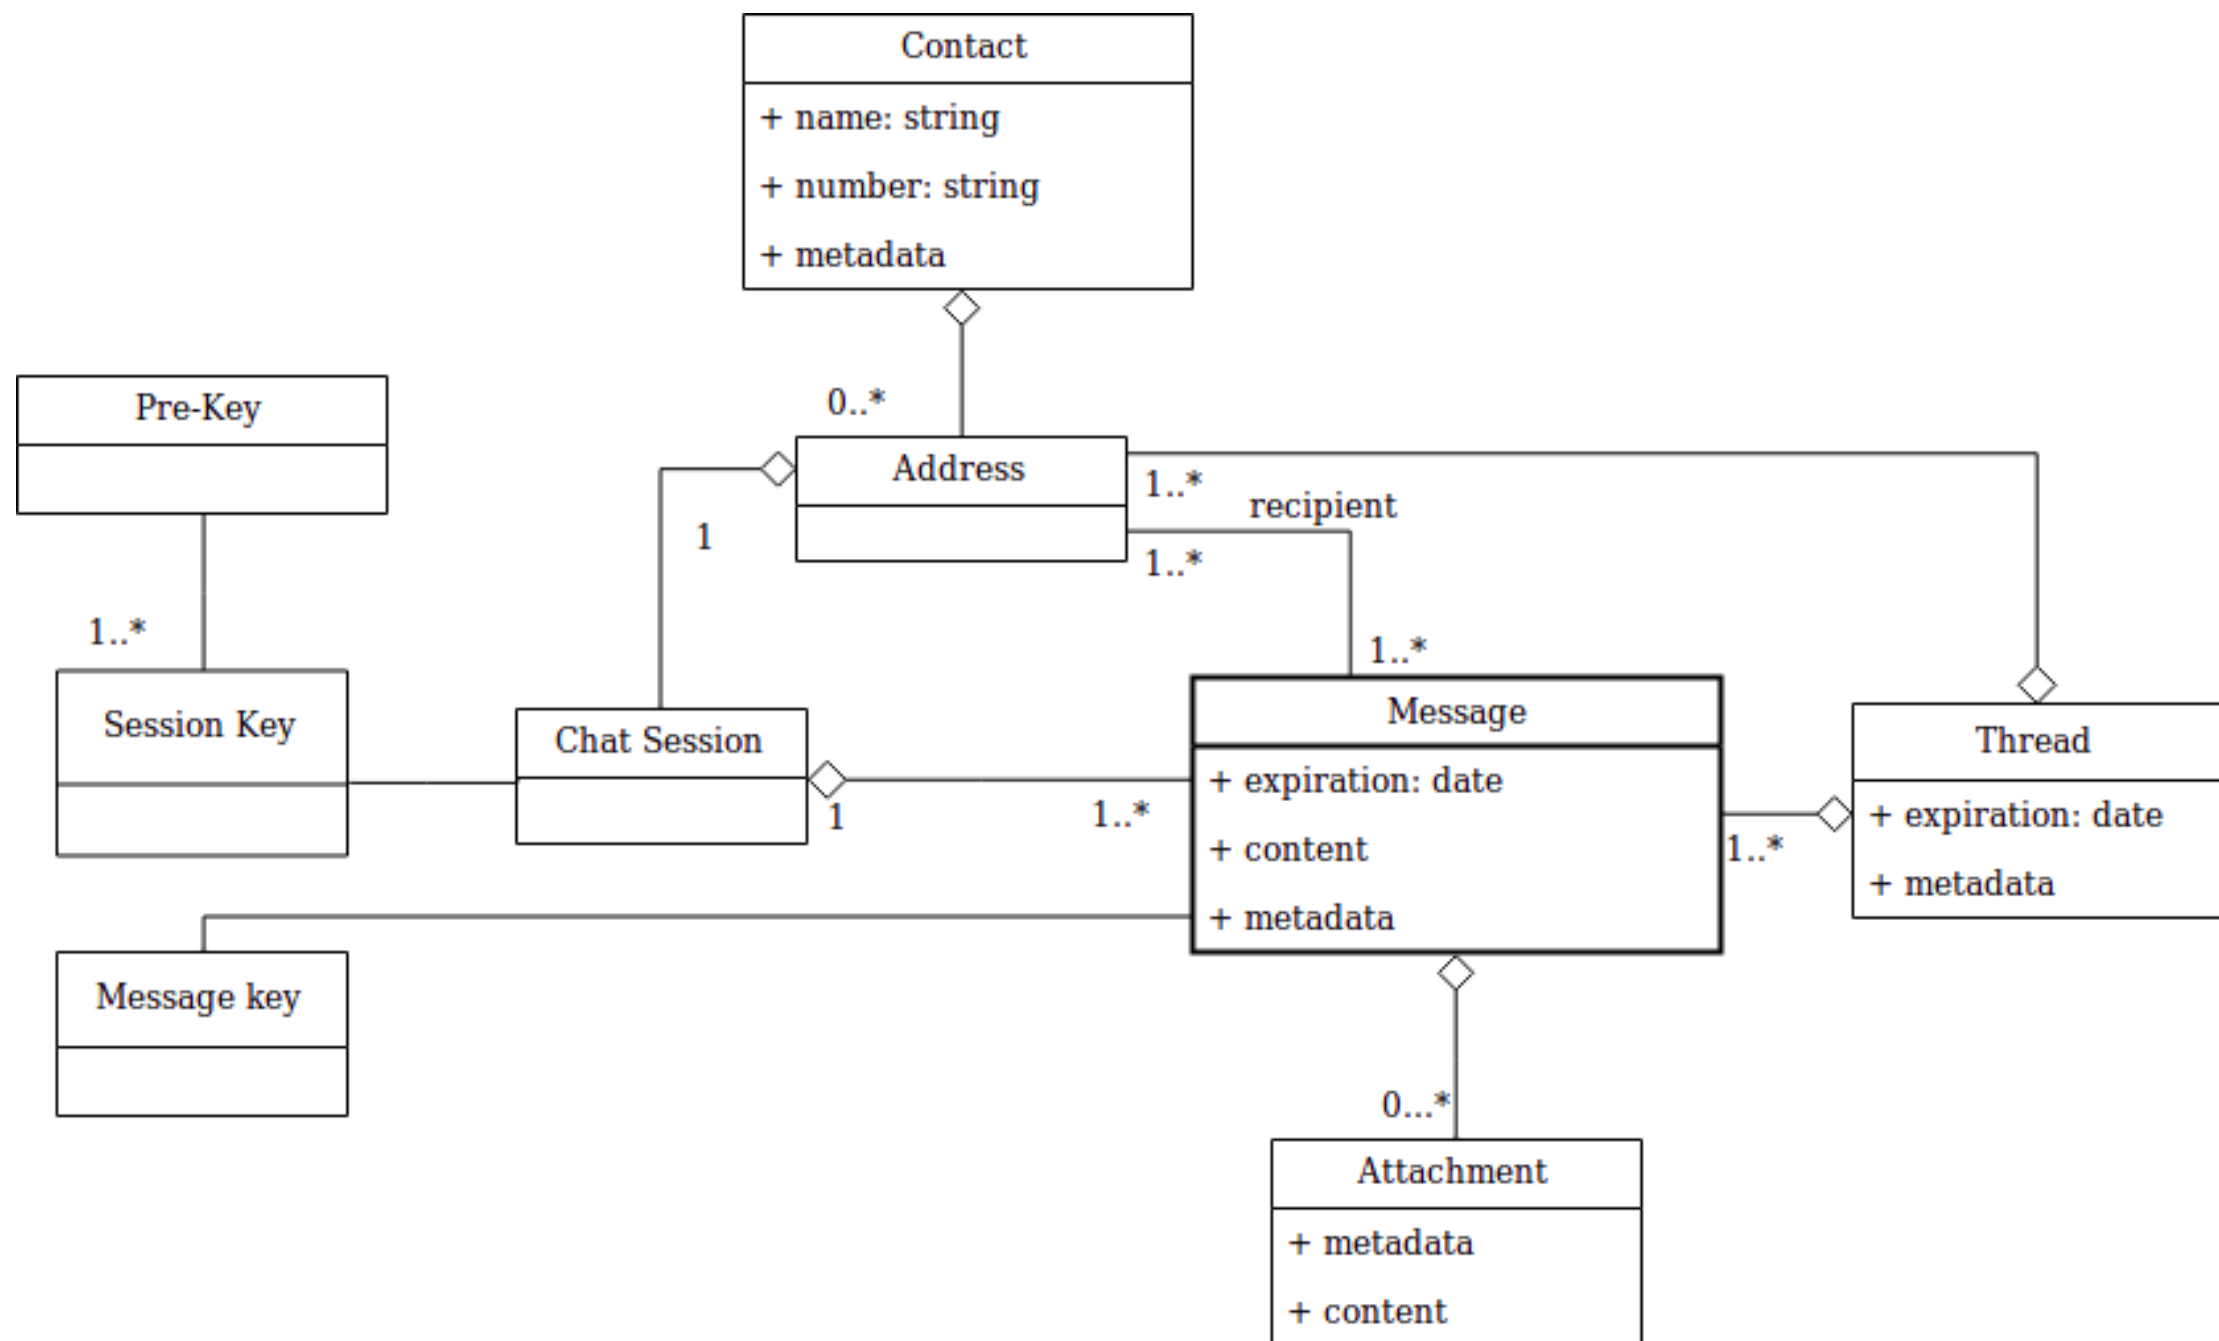 Contact
+ name: string
+ number: string
+ metadata
0..*
Pre-Key
Address
1..*
recipient
1
1..*
1..*
1..*
Session Key
Chat Session
Message
Thread
+ expiration: date
+ content
+ metadata
1
1..*
1..*
+ expiration: date
+ metadata
Message key
0...*
Attachment
+ metadata
+ content